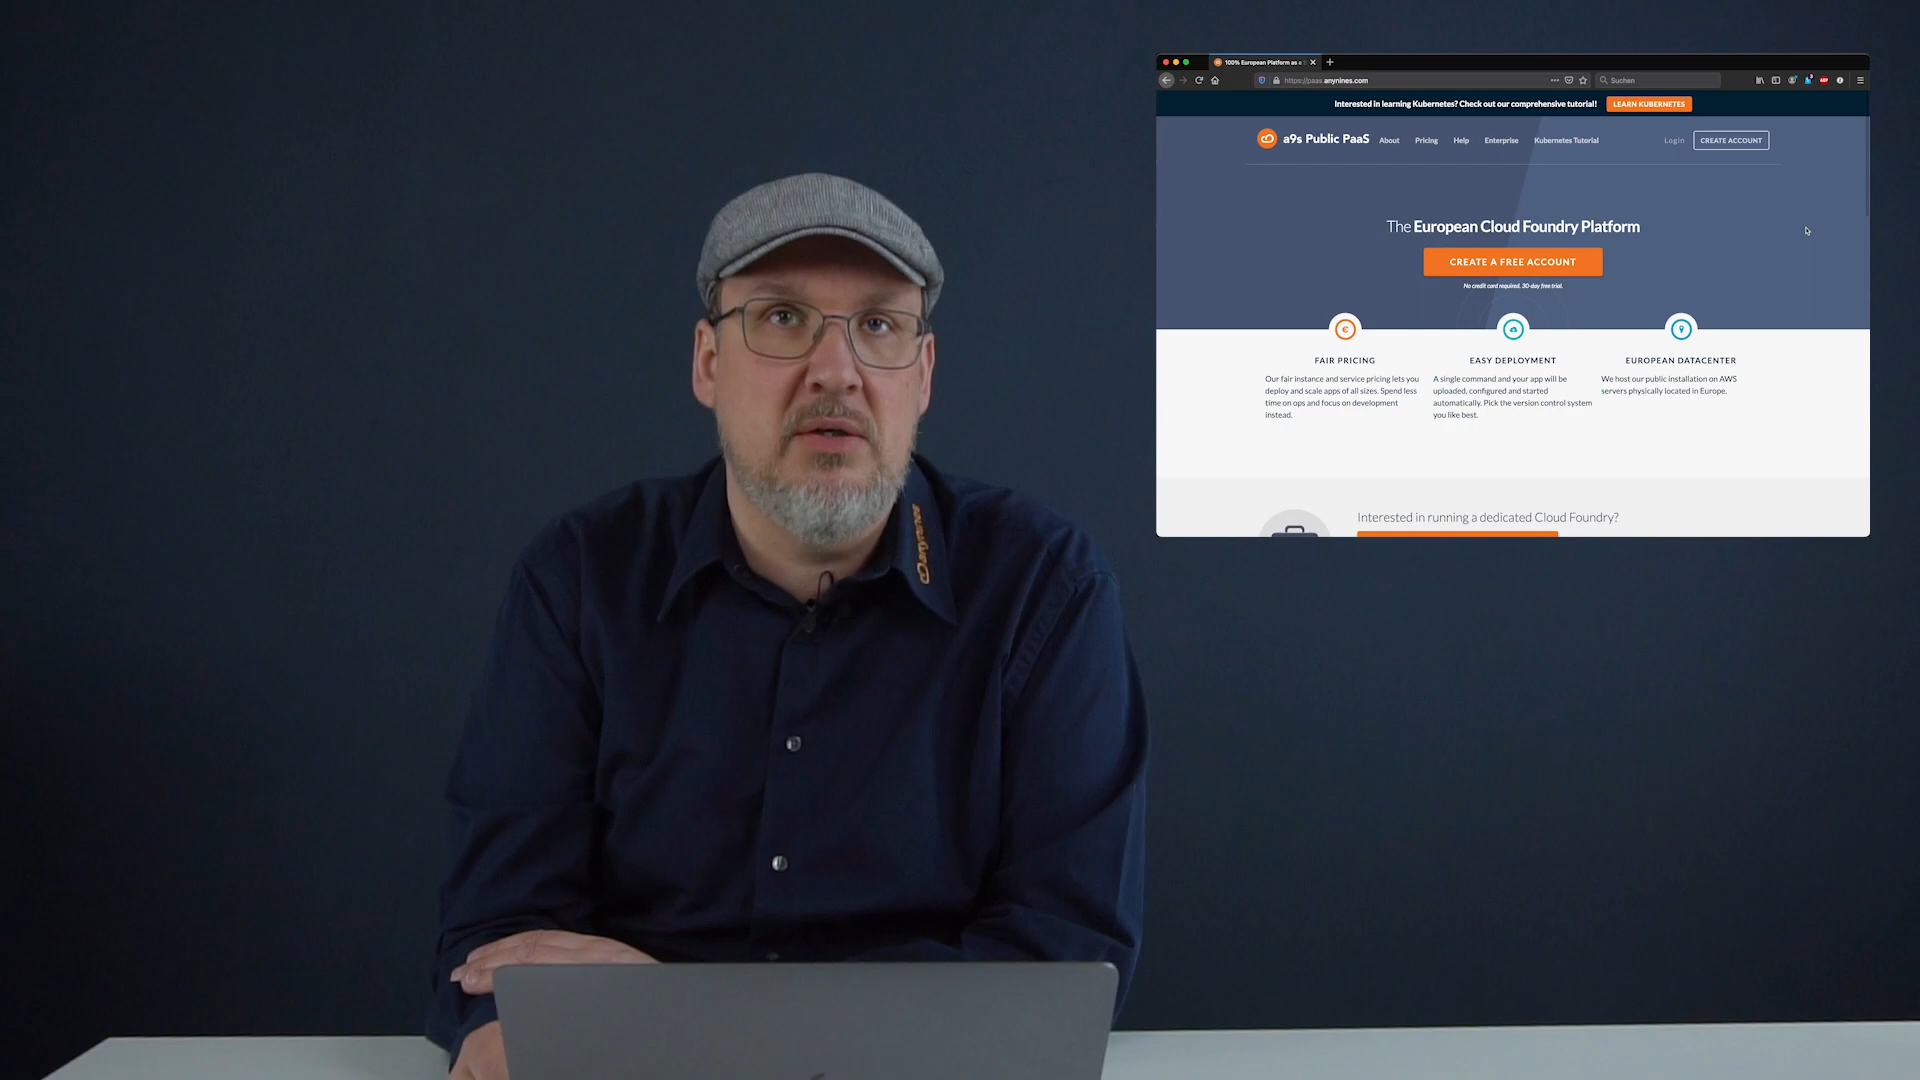 100% European Platform as a
https://paas.anynines.com
Suchen
Interested in learning Kubernetes? Check out our comprehensive tutorial!
LEARN KUBERNETES
a9s Public PaaS
About
Pricing
Help
Enterprise
Kubernetes Tutorial
Login
CREATE ACCOUNT
The European Cloud Foundry Platform
CREATE A FREE ACCOUNT
No credit card required. 30-day free trial.
FAIR PRICING
Our fair instance and service pricing lets you
deploy and scale apps of all sizes. Spend less
time on ops and focus on development
instead.
EASY DEPLOYMENT
A single command and your app will be
uploaded, configured and started
automatically. Pick the version control system
you like best.
EUROPEAN DATACENTER
We host our public installation on AWS
servers physically located in Europe.
Interested in running a dedicated Cloud Foundry?
anynines